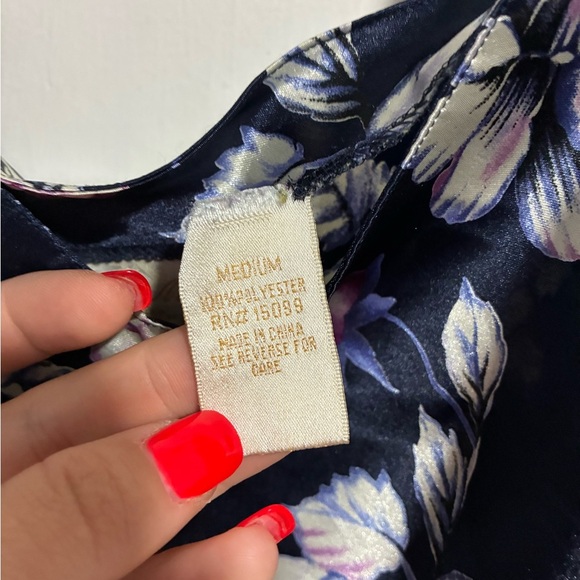 MEDIUM
100%POLYESTER
RN# 15099
MADE IN CHINA
SEE REVERSE FOR
CARE